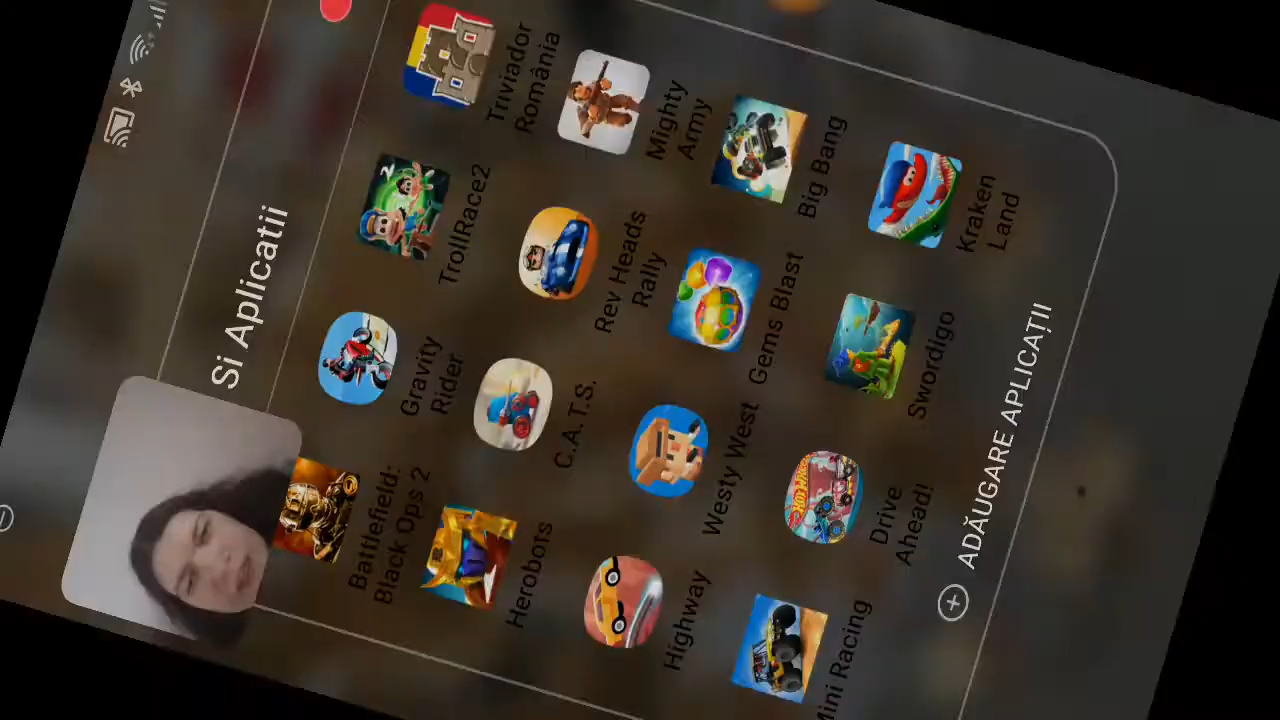 Si Aplicatii
Battlefield:
Black Ops 2
Gravity
Rider
TrollRace2
Triviador
România
Herobots
C.A.T.S.
Rev Heads
Rally
Mighty
Army
Highway
Westy West
Gems Blast
Big Bang
Mini Racing
Drive
Ahead!
Swordigo
Kraken
Land
ADĂUGARE APLICAȚII